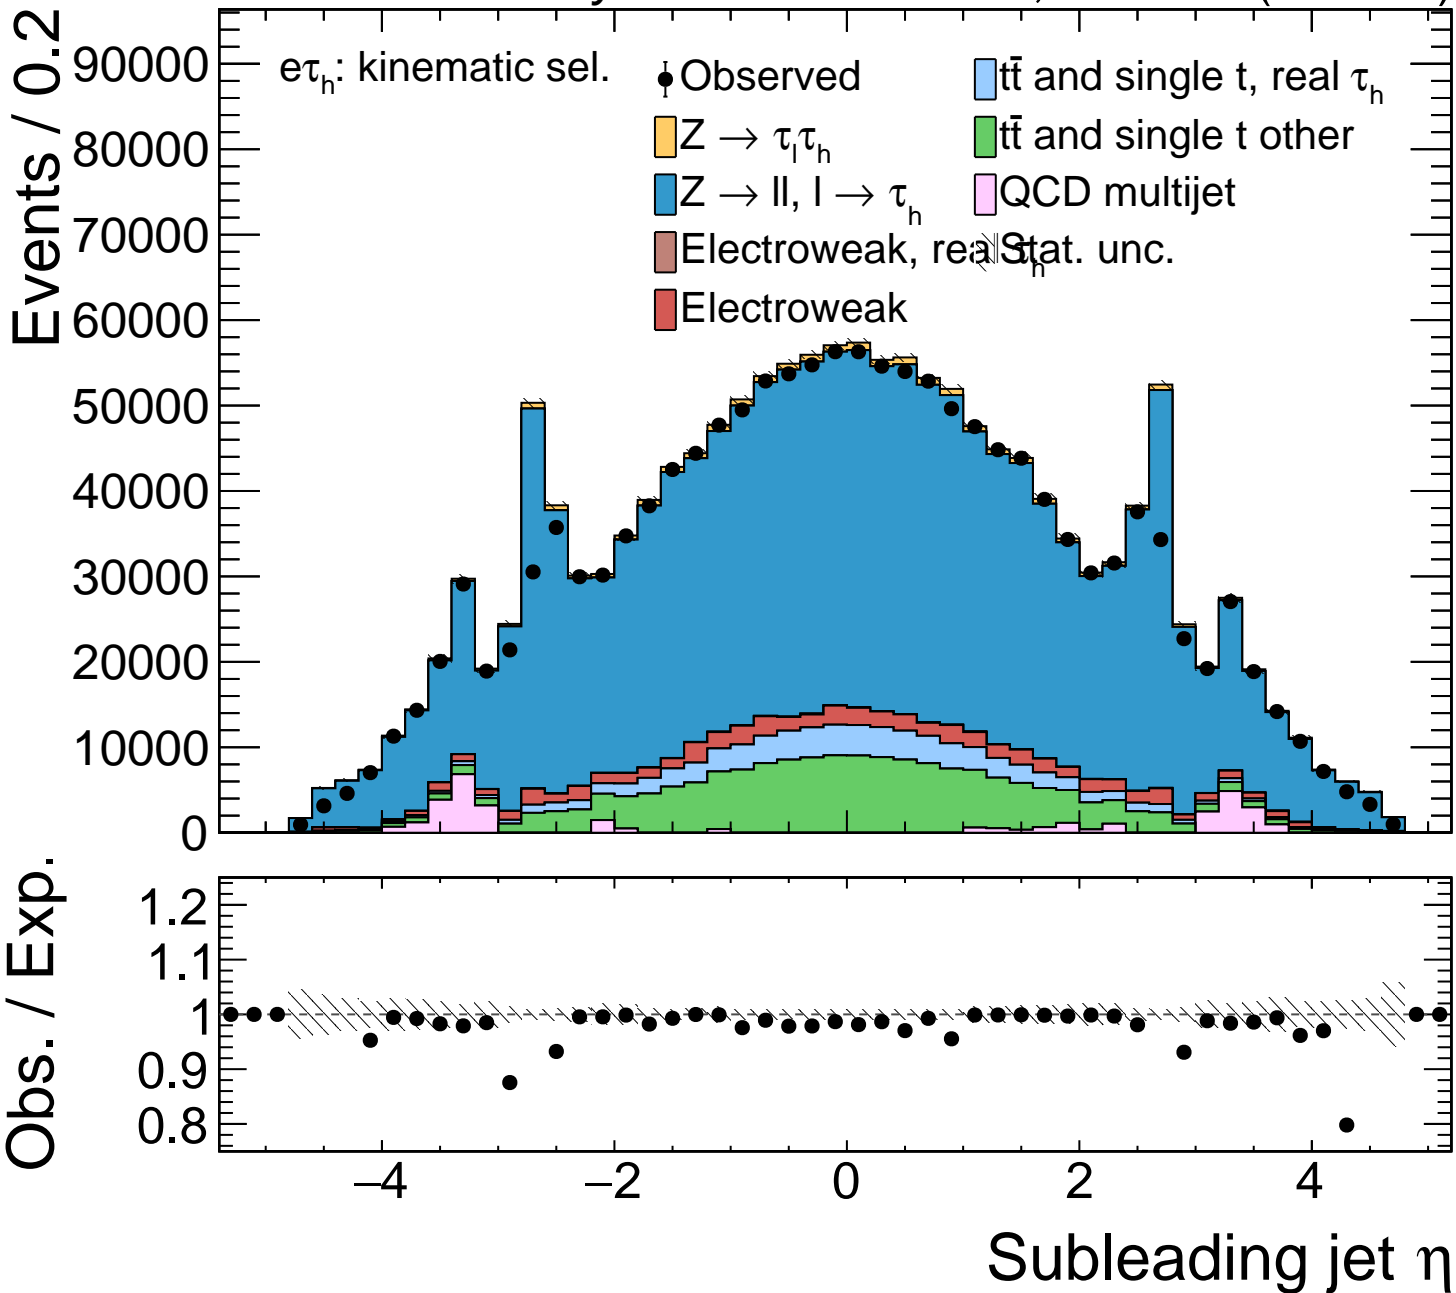 Events / 0.2
90000
80000
70000
60000
50000
40000
30000
20000
10000
0
eτh: kinematic sel.
Observed
Z → τlτh
Z → ll, l → τh
Electroweak, real τh
Electroweak
tt̄ and single t, real τh
tt̄ and single t other
QCD multijet
Stat. unc.
Obs. / Exp.
1.2
1.1
1
0.9
0.8
−4 −2 0 2 4
Subleading jet η